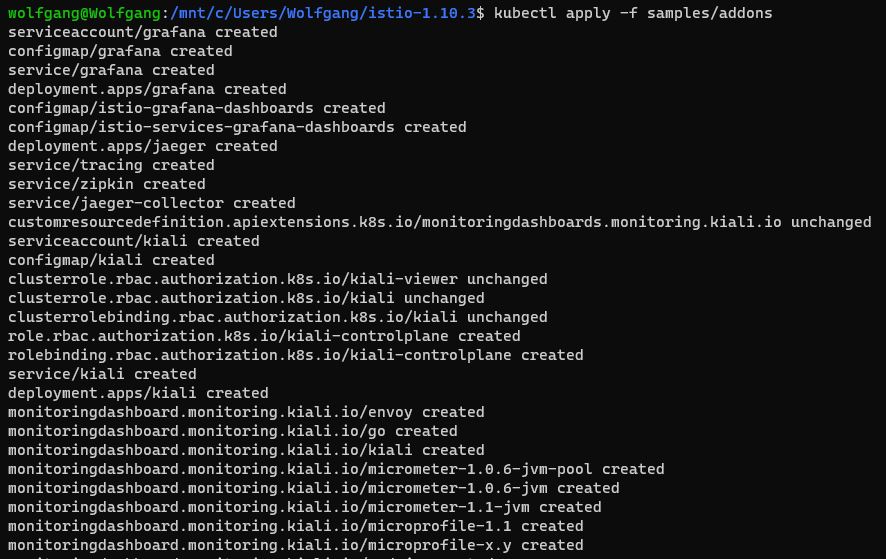 wolfgang@Wolfgang:/mnt/c/Users/Wolfgang/istio-1.10.3$ kubectl apply -f samples/addons
serviceaccount/grafana created
configmap/grafana created
service/grafana created
deployment.apps/grafana created
configmap/istio-grafana-dashboards created
configmap/istio-services-grafana-dashboards created
deployment.apps/jaeger created
service/tracing created
service/zipkin created
service/jaeger-collector created
customresourcedefinition.apiextensions.k8s.io/monitoringdashboards.monitoring.kiali.io unchanged
serviceaccount/kiali created
configmap/kiali created
clusterrole.rbac.authorization.k8s.io/kiali-viewer unchanged
clusterrole.rbac.authorization.k8s.io/kiali unchanged
clusterrolebinding.rbac.authorization.k8s.io/kiali unchanged
role.rbac.authorization.k8s.io/kiali-controlplane created
rolebinding.rbac.authorization.k8s.io/kiali-controlplane created
service/kiali created
deployment.apps/kiali created
monitoringdashboard.monitoring.kiali.io/envoy created
monitoringdashboard.monitoring.kiali.io/go created
monitoringdashboard.monitoring.kiali.io/kiali created
monitoringdashboard.monitoring.kiali.io/micrometer-1.0.6-jvm-pool created
monitoringdashboard.monitoring.kiali.io/micrometer-1.0.6-jvm created
monitoringdashboard.monitoring.kiali.io/micrometer-1.1-jvm created
monitoringdashboard.monitoring.kiali.io/microprofile-1.1 created
monitoringdashboard.monitoring.kiali.io/microprofile-x.y created